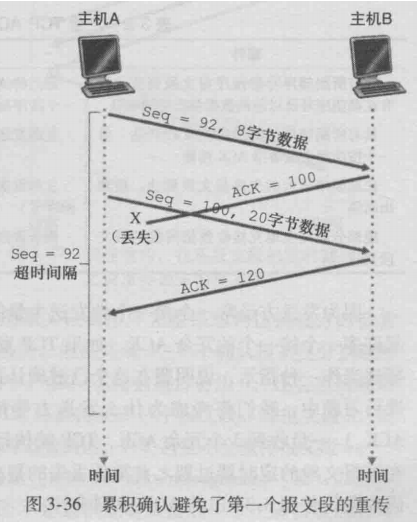 主机A
主机B
Seq = 92, 8字节数据
ACK = 100
Seq = 100, 20字节数据
X
(丢失)
Seq = 92
超时间隔
ACK = 120
时间
时间
图 3-36 累积确认避免了第一个报文段的重传